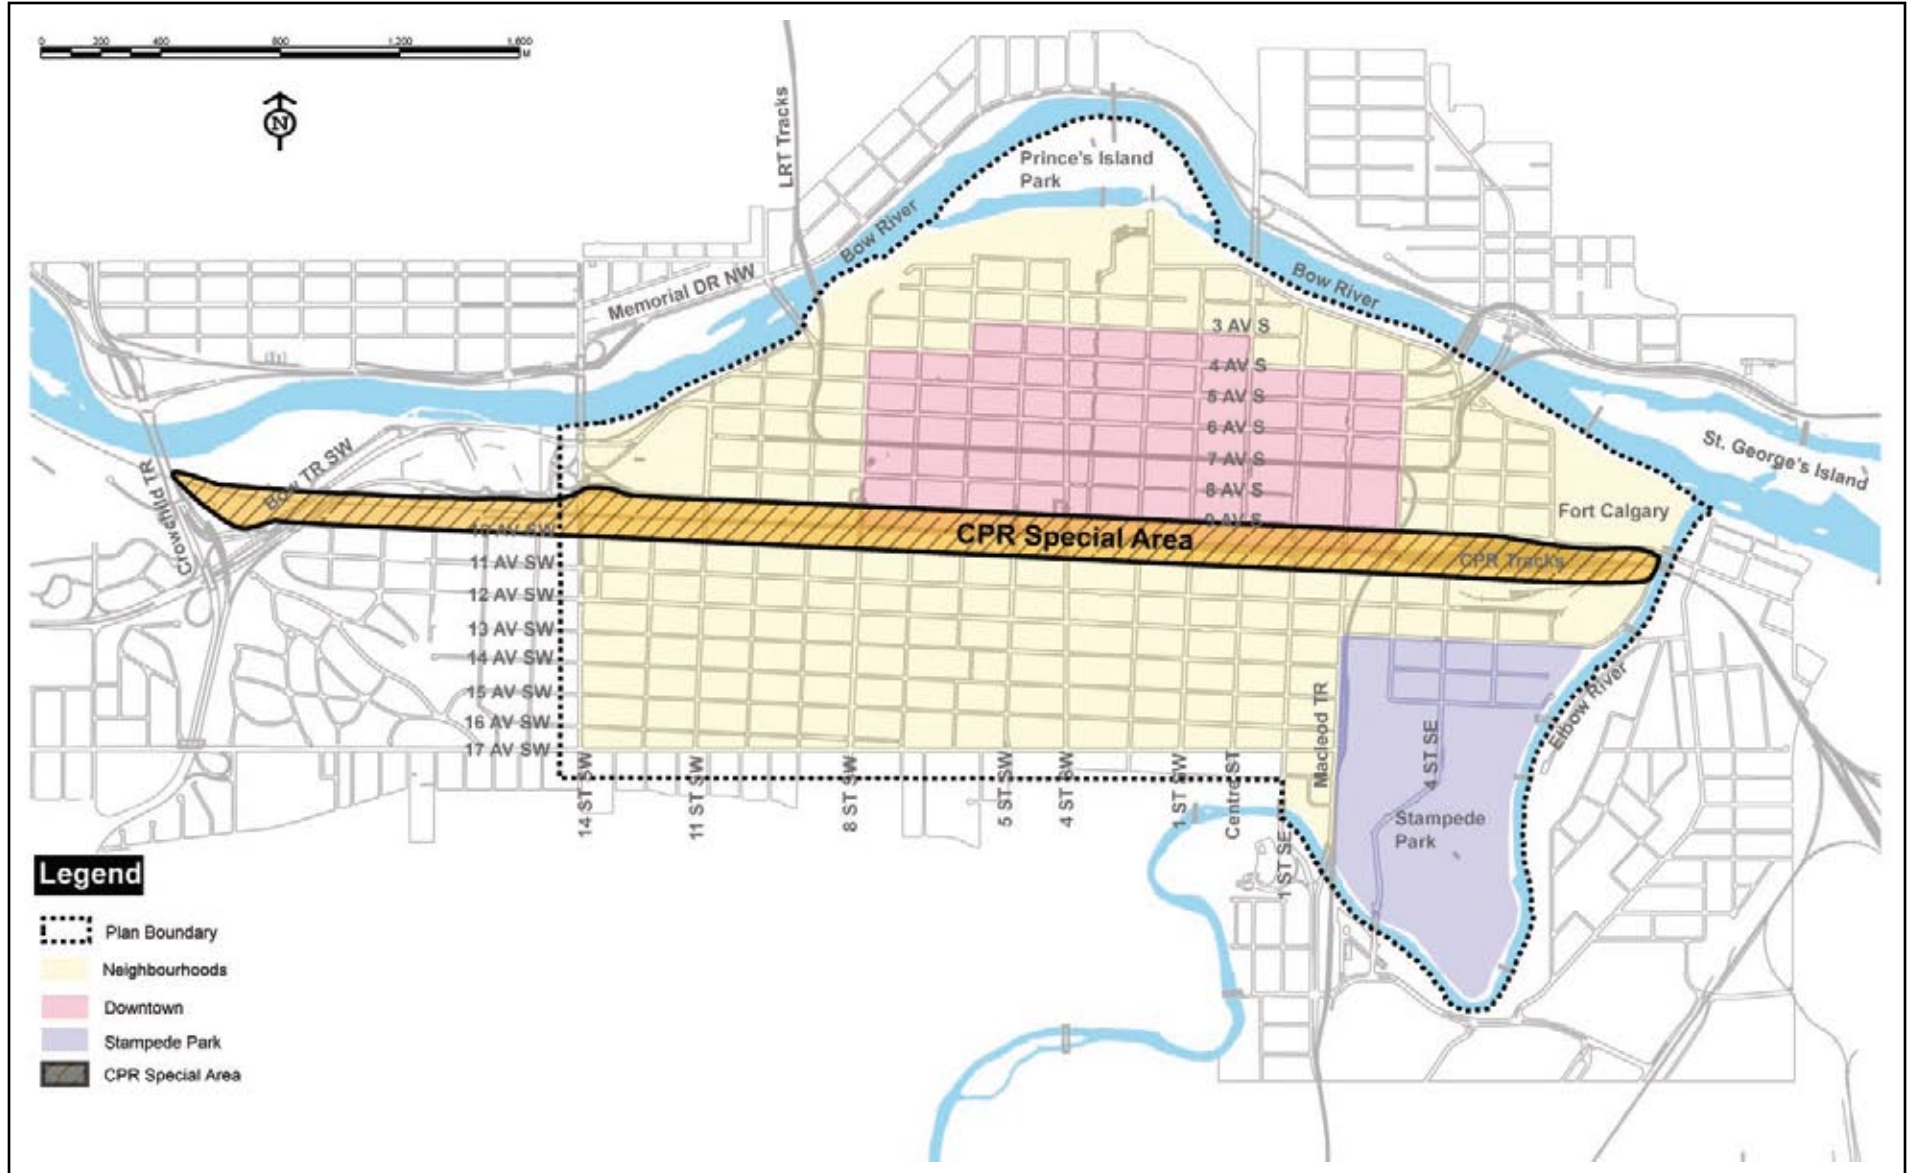 0 200 400 800 1,200 1,600
M
N
LRT Tracks
Prince's Island
Park
Bow River
Memorial DR NW
Bow River
3 AV S
4 AV S
5 AV S
6 AV S
7 AV S
8 AV S
9 AV S
St. George's Island
Fort Calgary
Crowchild TR
Bow TR SW
CPR Special Area
CPR Tracks
10 AV SW
11 AV SW
12 AV SW
13 AV SW
14 AV SW
15 AV SW
16 AV SW
17 AV SW
14 ST SW
11 ST SW
8 ST SW
5 ST SW
4 ST SW
1 ST SW
Centre ST
1 ST SE
Macleod TR
4 ST SE
Elbow River
Stampede
Park
Legend
Plan Boundary
Neighbourhoods
Downtown
Stampede Park
CPR Special Area